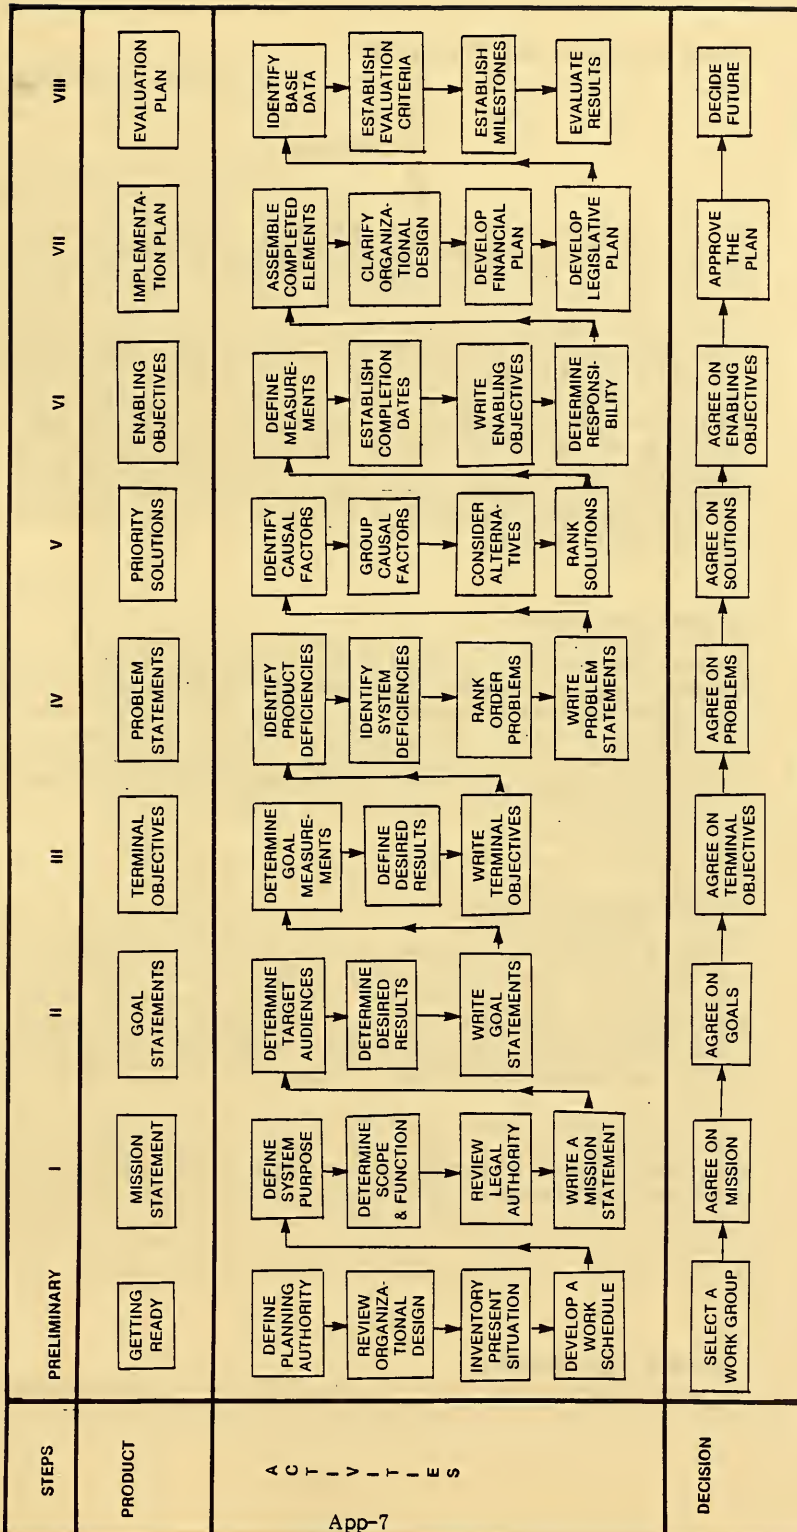 STEPS
PRELIMINARY
I
II
III
IV
V
VI
VII
VIII
PRODUCT
GETTING
READY
MISSION
STATEMENT
GOAL
STATEMENTS
TERMINAL
OBJECTIVES
PROBLEM
STATEMENTS
PRIORITY
SOLUTIONS
ENABLING
OBJECTIVES
IMPLEMENTA-
TION PLAN
EVALUATION
PLAN
ACTIVITIES
DEFINE
PLANNING
AUTHORITY
REVIEW
ORGANIZA-
TIONAL
DESIGN
INVENTORY
PRESENT
SITUATION
DEVELOP A
WORK
SCHEDULE
DEFINE
SYSTEM
PURPOSE
DETERMINE
SCOPE
& FUNCTION
REVIEW
LEGAL
AUTHORITY
WRITE A
MISSION
STATEMENT
DETERMINE
TARGET
AUDIENCES
DETERMINE
DESIRED
RESULTS
WRITE
GOAL
STATEMENTS
DETERMINE
GOAL
MEASURE-
MENTS
DEFINE
DESIRED
RESULTS
WRITE
TERMINAL
OBJECTIVES
IDENTIFY
PRODUCT
DEFICIENCIES
IDENTIFY
SYSTEM
DEFICIENCIES
RANK
ORDER
PROBLEMS
WRITE
PROBLEM
STATEMENTS
IDENTIFY
CAUSAL
FACTORS
GROUP
CAUSAL
FACTORS
CONSIDER
ALTERNA-
TIVES
RANK
SOLUTIONS
DEFINE
MEASURE-
MENTS
ESTABLISH
COMPLETION
DATES
WRITE
ENABLING
OBJECTIVES
DETERMINE
RESPONSI-
BILITY
ASSEMBLE
COMPLETED
ELEMENTS
CLARIFY
ORGANIZA-
TIONAL
DESIGN
DEVELOP
FINANCIAL
PLAN
DEVELOP
LEGISLATIVE
PLAN
IDENTIFY
BASE
DATA
ESTABLISH
EVALUATION
CRITERIA
ESTABLISH
MILESTONES
EVALUATE
RESULTS
DECISION
SELECT A
WORK GROUP
AGREE ON
MISSION
AGREE ON
GOALS
AGREE ON
TERMINAL
OBJECTIVES
AGREE ON
PROBLEMS
AGREE ON
SOLUTIONS
AGREE ON
ENABLING
OBJECTIVES
APPROVE
THE
PLAN
DECIDE
FUTURE
App-7